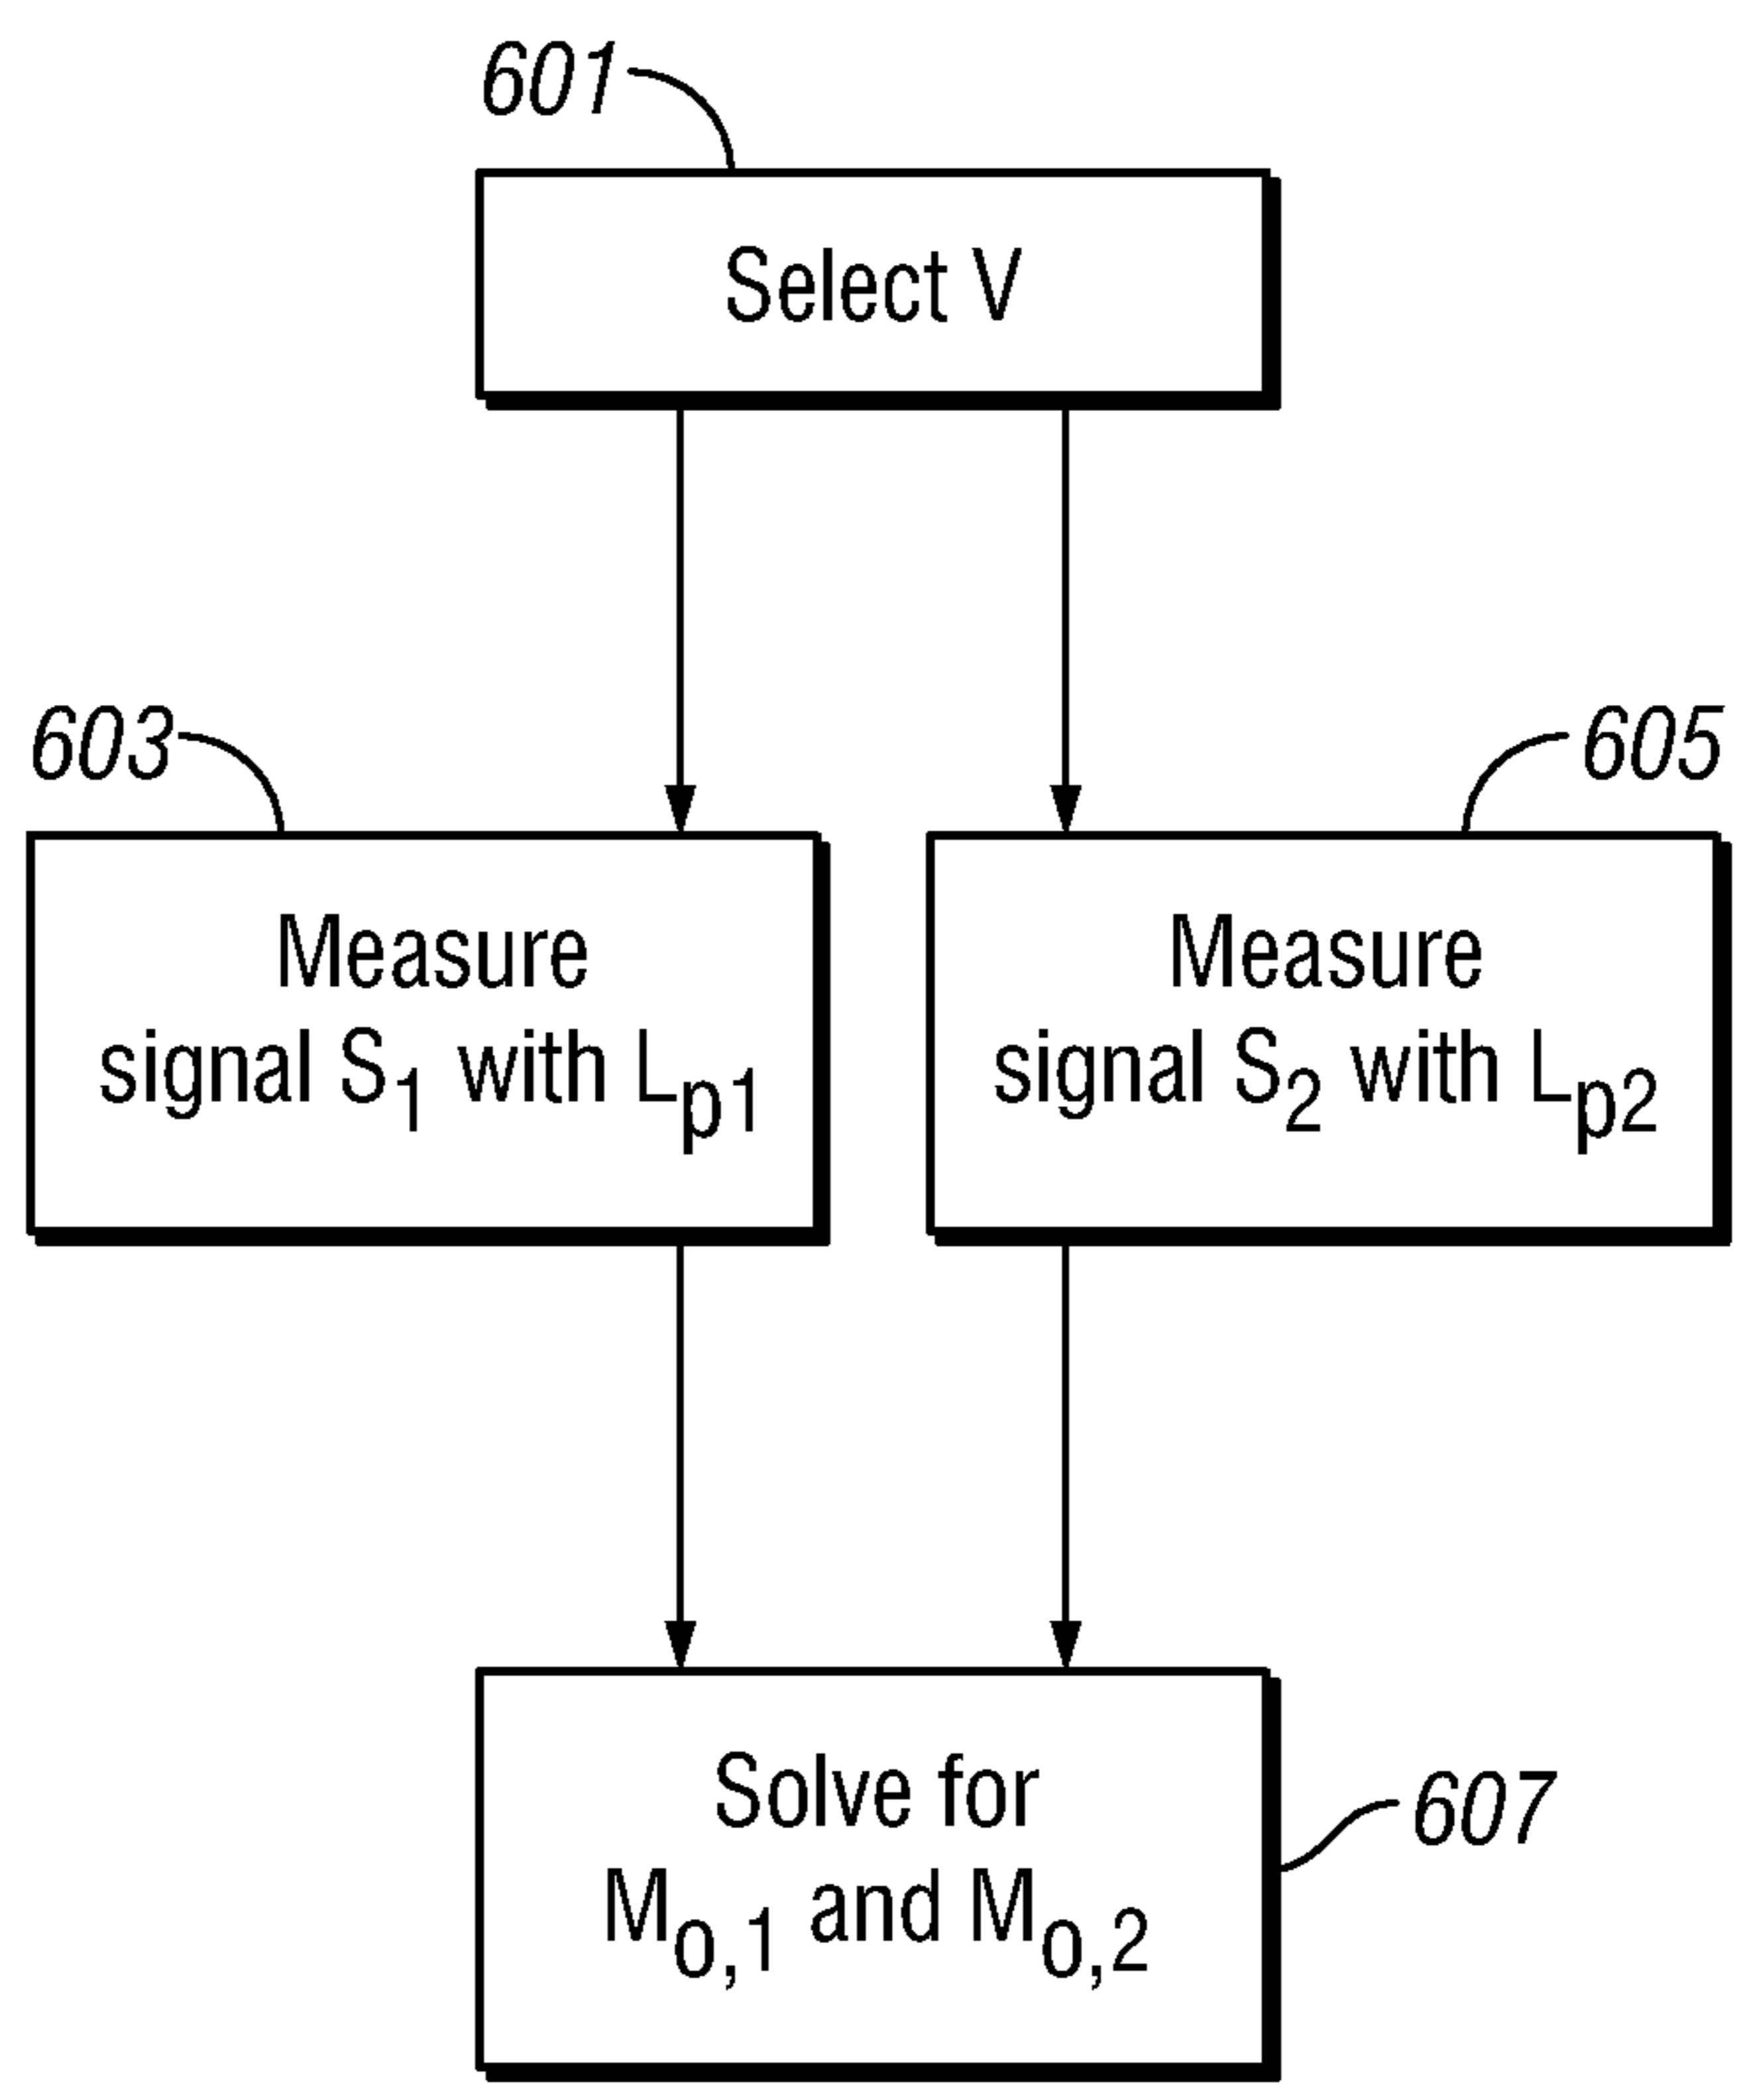 601
Select V
603
605
Measure
signal S₁ with Lₚ₁
Measure
signal S₂ with Lₚ₂
Solve for
Mₒ,₁ and Mₒ,₂
607